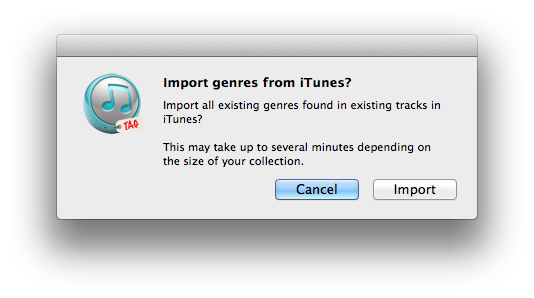 Import genres from iTunes?
Import all existing genres found in existing tracks in
iTunes?
This may take up to several minutes depending on
the size of your collection.
TAG
Cancel
Import